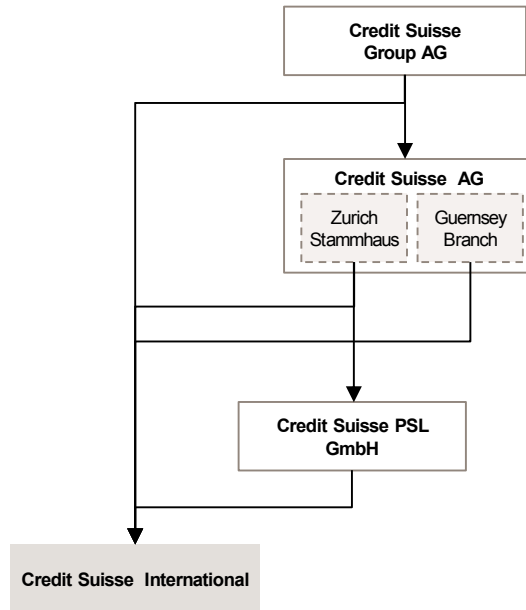 Credit Suisse
Group AG
Credit Suisse AG
Zurich
Stammhaus
Guernsey
Branch
Credit Suisse PSL
GmbH
Credit Suisse International